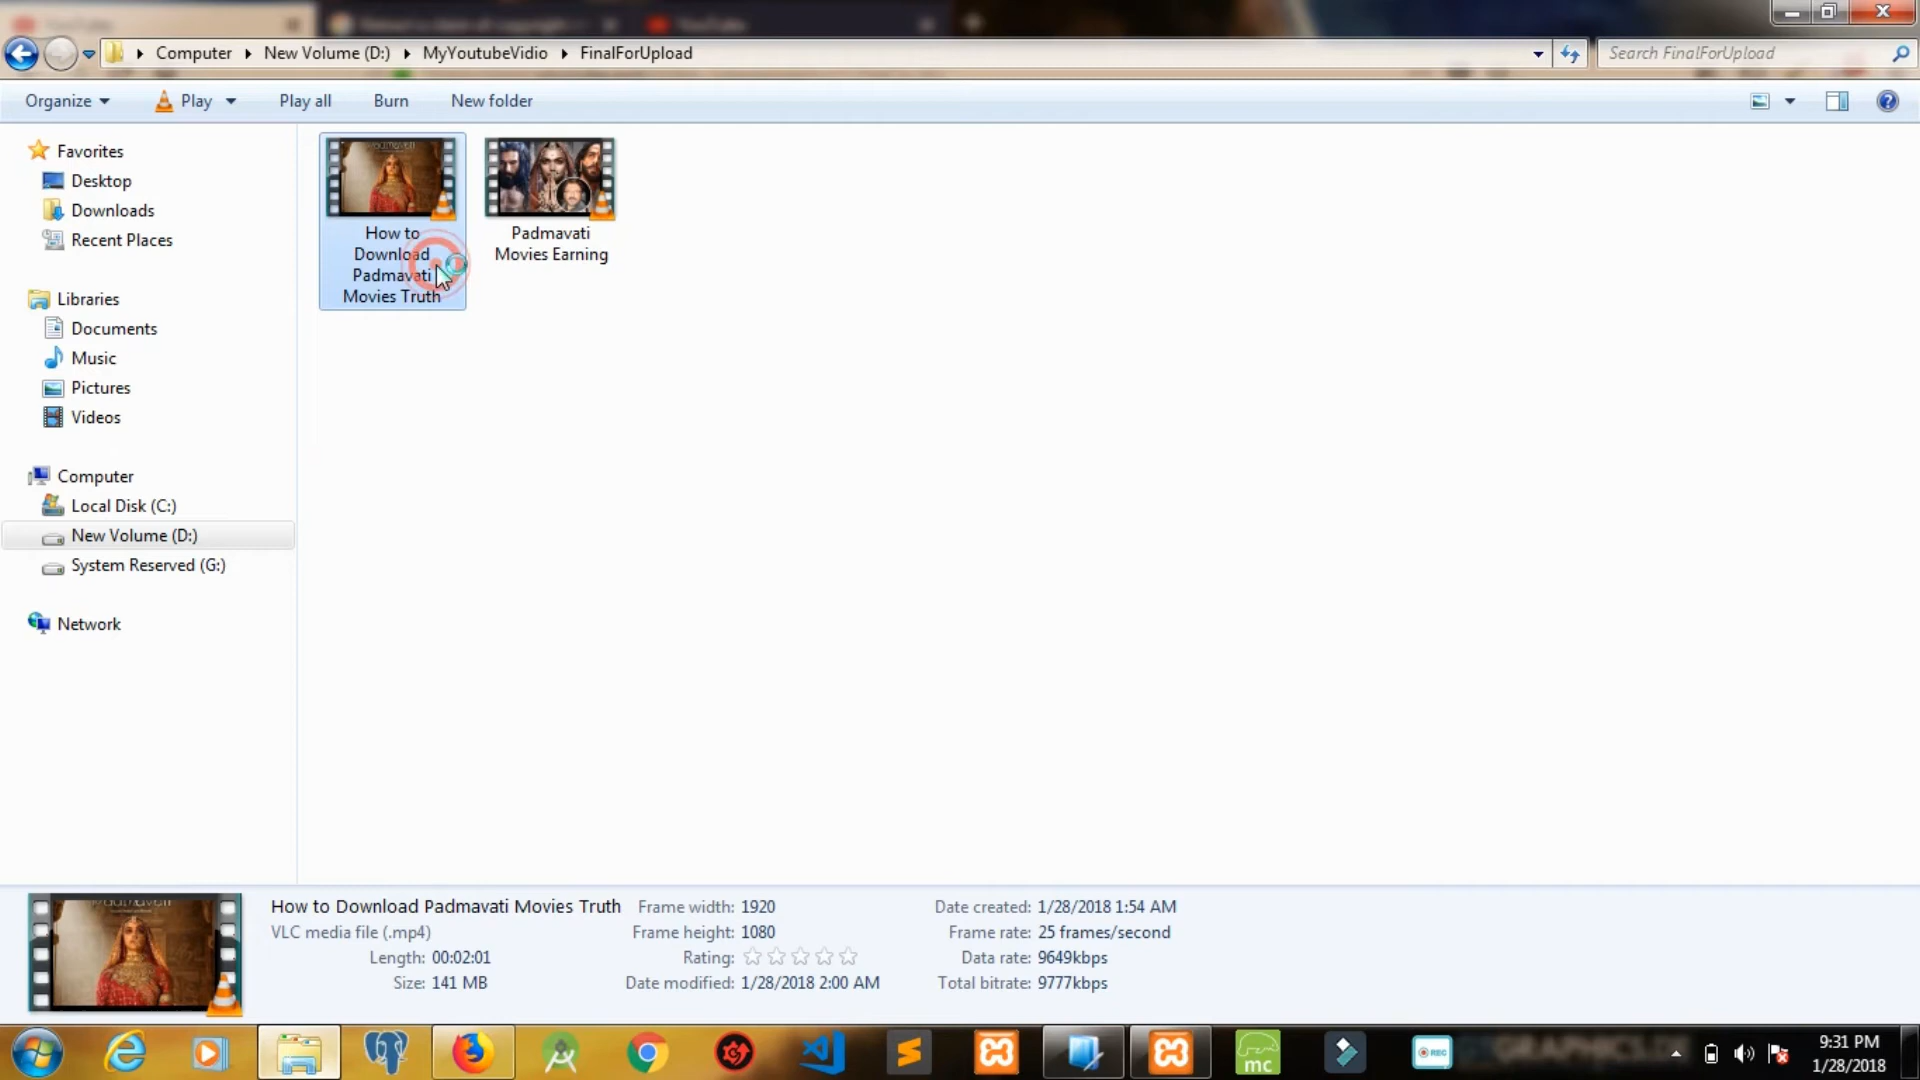 Computer New Volume (D:) MyYoutubeVidio FinalForUpload
Search FinalForUpload
Organize Play Play all Burn New folder
Favorites
Desktop
Downloads
Recent Places
Libraries
Documents
Music
Pictures
Videos
Computer
Local Disk (C:)
New Volume (D:)
System Reserved (G:)
Network
How to
Download
Padmavati
Movies Truth
Padmavati
Movies Earning
How to Download Padmavati Movies Truth
VLC media file (.mp4)
Length: 00:02:01
Size: 141 MB
Frame width: 1920
Frame height: 1080
Rating:
Date modified: 1/28/2018 2:00 AM
Date created: 1/28/2018 1:54 AM
Frame rate: 25 frames/second
Data rate: 9649kbps
Total bitrate: 9777kbps
mc
REC
9:31 PM
1/28/2018